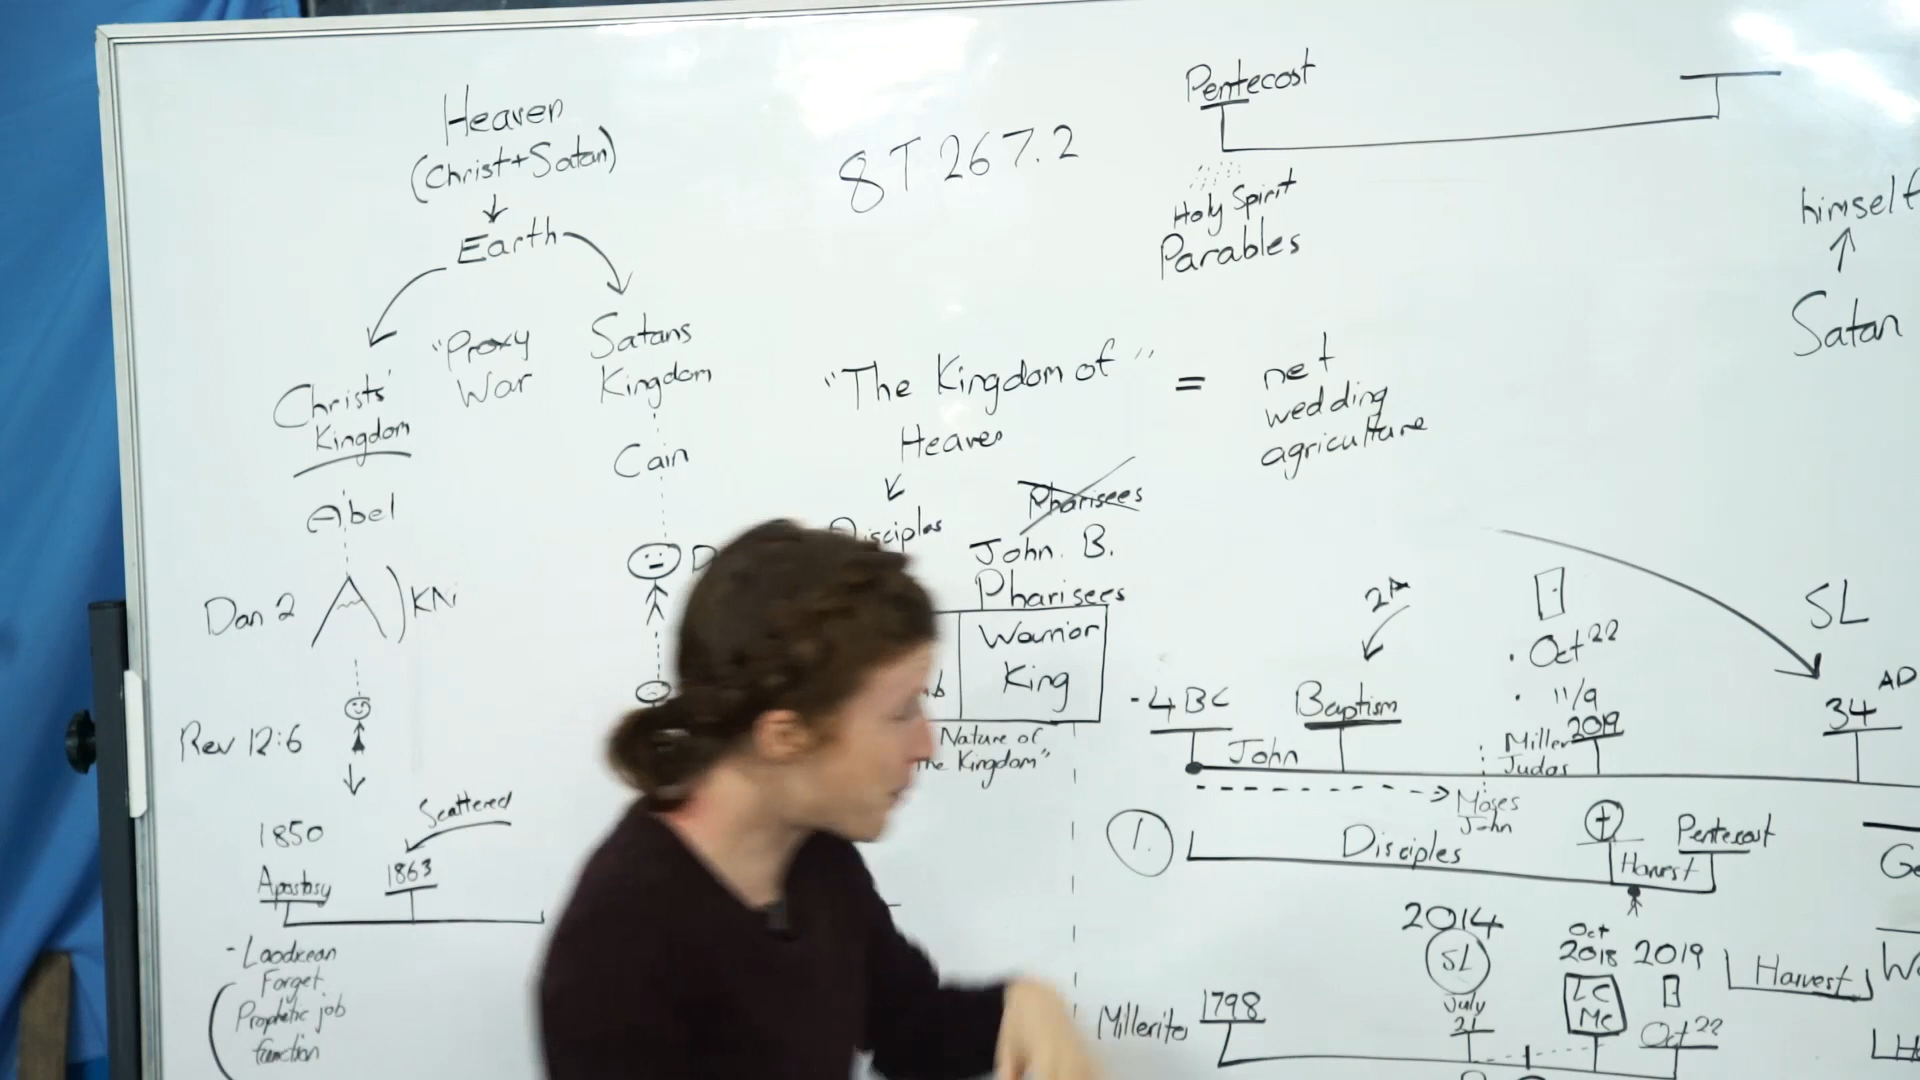 Heaven
(Christ+Satan)
Earth
Christs'
Kingdom
"Proxy
War
Satans
Kingdom
Abel
Cain
Dan 2
KN
Rev 12:6
1850
Apostasy
Scattered
1863
- Laodicean
Forget
Prophetic job
function
8T 267.2
Pentecost
Holy Spirit
Parables
himself
Satan
"The Kingdom of"
Heaven
=
net
wedding
agriculture
Disciples
Pharisees
John. B.
Pharisees
Warrior
King
Nature of
the Kingdom"
- 4 BC
John
Baptism
2A
Oct 22
11/9
2019
Miller
Judas
Moses
John
SL
34 AD
1.
Disciples
Harvest
Pentecost
Millerites
1798
2014
SL
July
21
Oct
2018
LC
MC
2019
Oct 22
Harvest